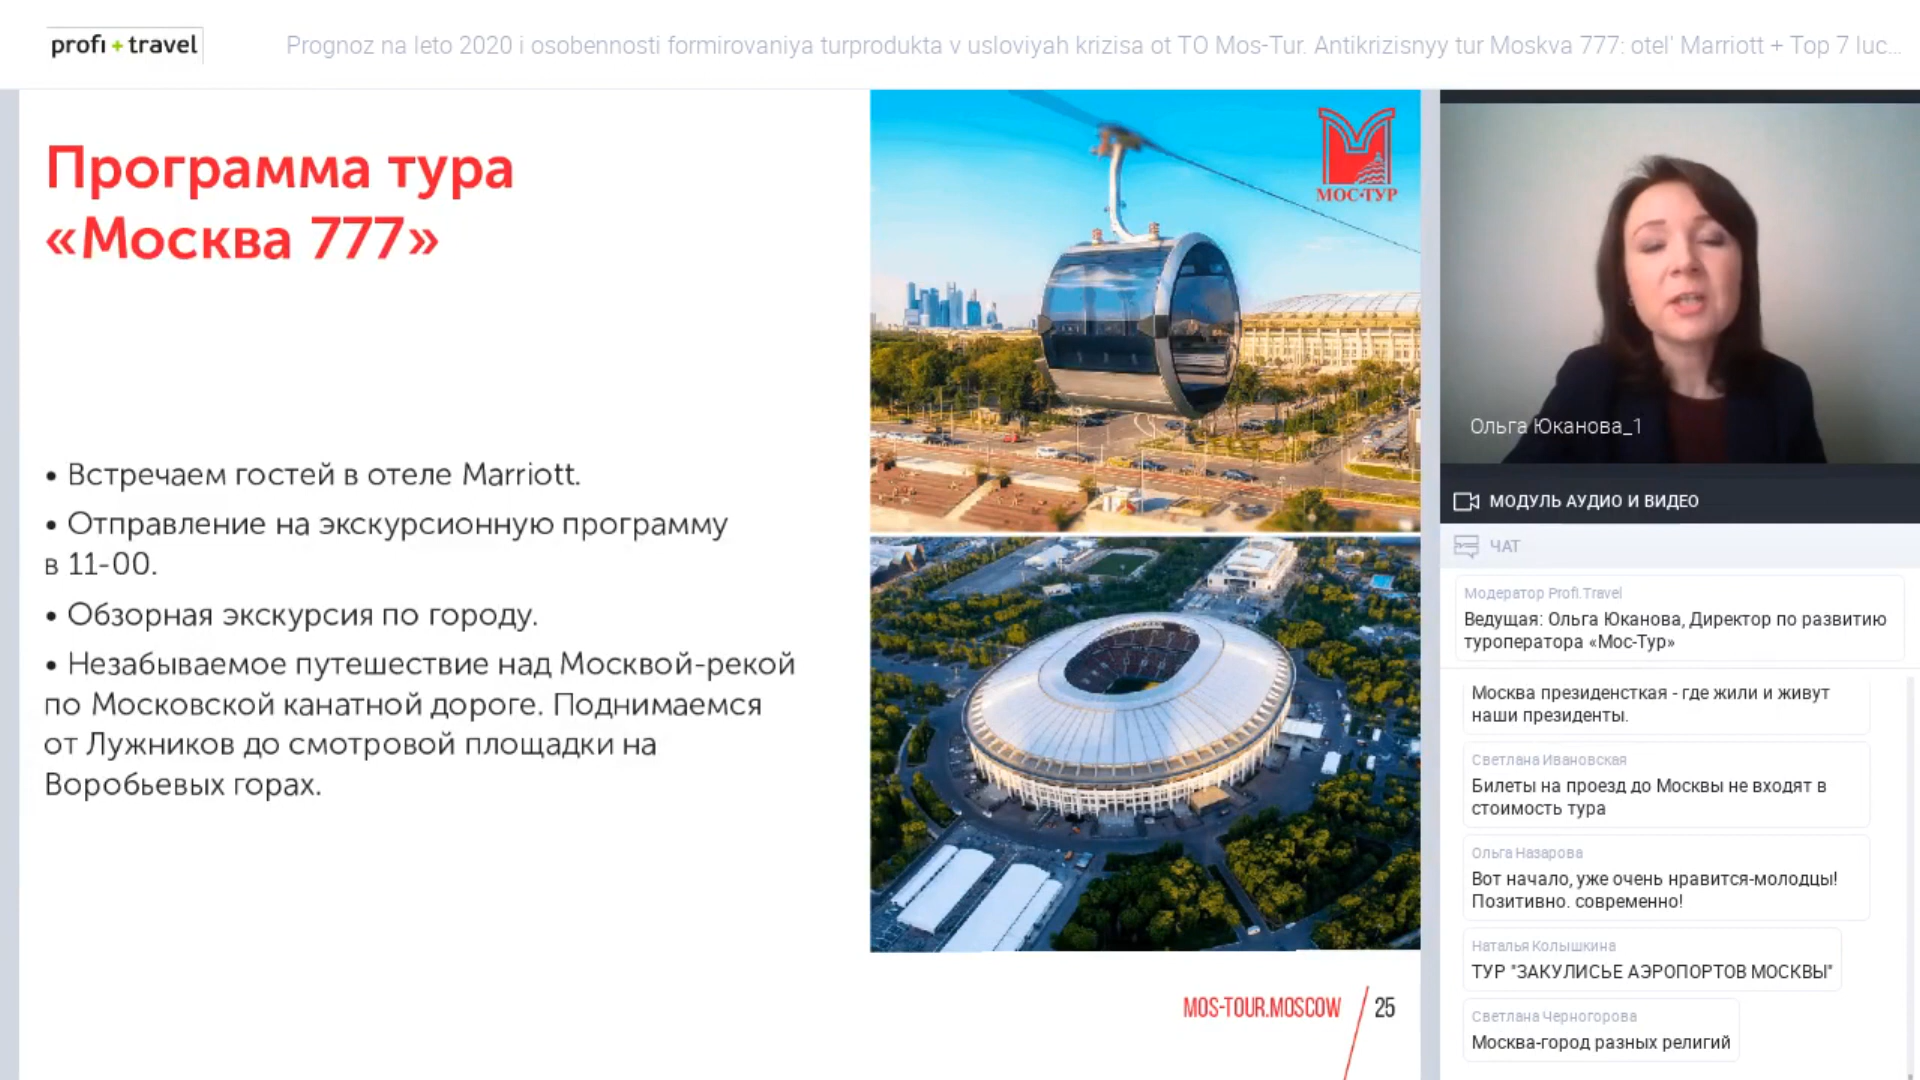 profi + travel
Prognoz na leto 2020 i osobennosti formirovaniya turprodukta v usloviyah krizisa ot TO Mos-Tur. Antikrizisnyy tur Moskva 777: otel' Marriott + Top 7 luc...
Программа тура
«Москва 777»
• Встречаем гостей в отеле Marriott.
• Отправление на экскурсионную программу
в 11-00.
• Обзорная экскурсия по городу.
• Незабываемое путешествие над Москвой-рекой
по Московской канатной дороге. Поднимаемся
от Лужников до смотровой площадки на
Воробьевых горах.
МОС-ТУР
MOS-TOUR.MOSCOW
25
Ольга Юканова_1
МОДУЛЬ АУДИО И ВИДЕО
ЧАТ
Модератор Profi.Travel
Ведущая: Ольга Юканова, Директор по развитию
туроператора «Мос-Тур»
Москва президенсткая - где жили и живут
наши президенты.
Светлана Ивановская
Билеты на проезд до Москвы не входят в
стоимость тура
Ольга Назарова
Вот начало, уже очень нравится-молодцы!
Позитивно. современно!
Наталья Колышкина
ТУР "ЗАКУЛИСЬЕ АЭРОПОРТОВ МОСКВЫ"
Светлана Черногорова
Москва-город разных религий